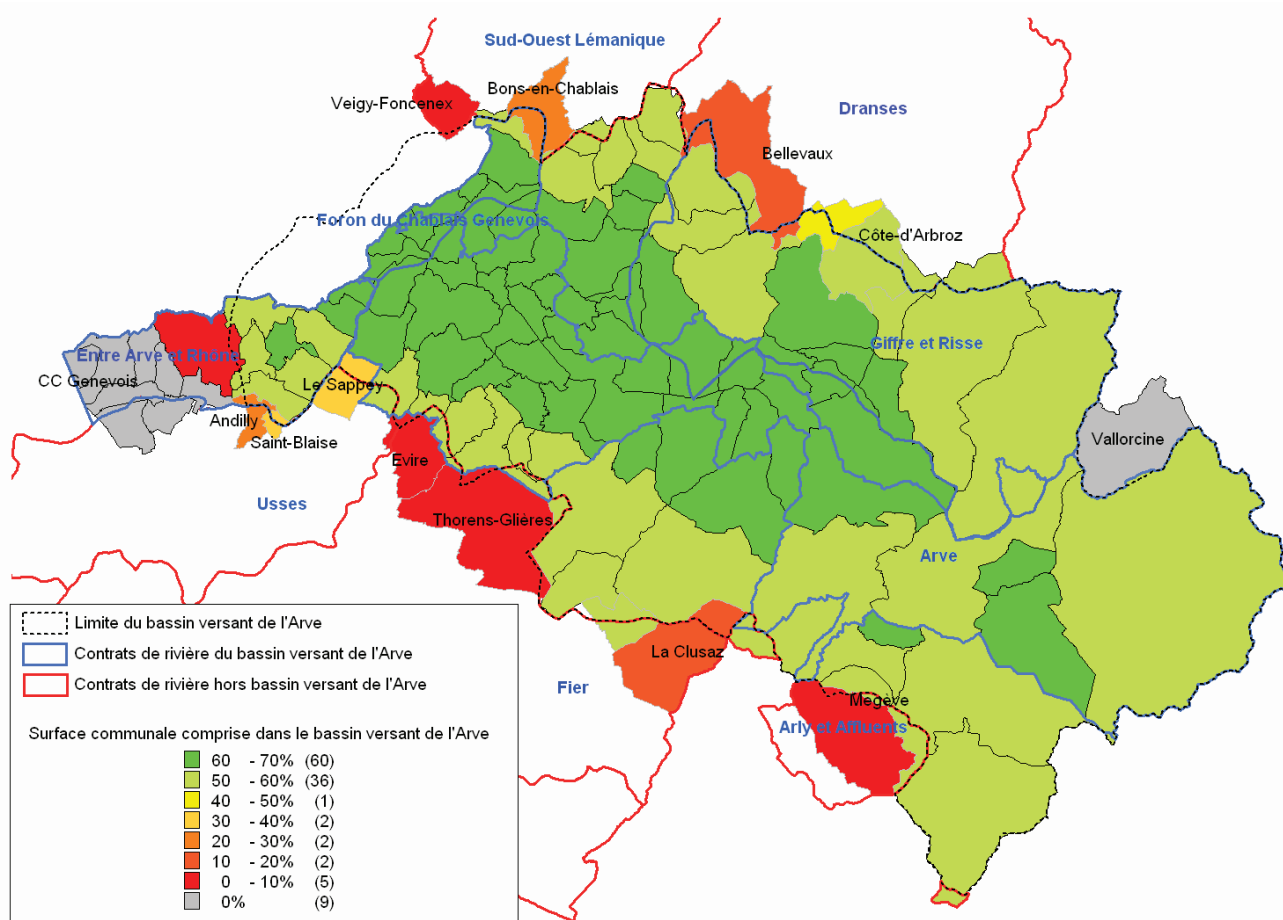 Sud-Ouest Lémanique
Bons-en-Chablais
Veigy-Foncenex
Dranses
Bellevaux
Foron du Chablais Genevois
Côte-d'Arbroz
Giffre et Risse
Entre Arve et Rhône
CC Genevois
Le Sappey
Andilly
Saint-Blaise
Vallorcine
Evire
Usses
Thorens-Glières
Arve
La Clusaz
Fier
Megève
Arly et Affluents
Limite du bassin versant de l'Arve
Contrats de rivière du bassin versant de l'Arve
Contrats de rivière hors bassin versant de l'Arve
Surface communale comprise dans le bassin versant de l'Arve
60 - 70% (60)
50 - 60% (36)
40 - 50% (1)
30 - 40% (2)
20 - 30% (2)
10 - 20% (2)
0 - 10% (5)
0% (9)